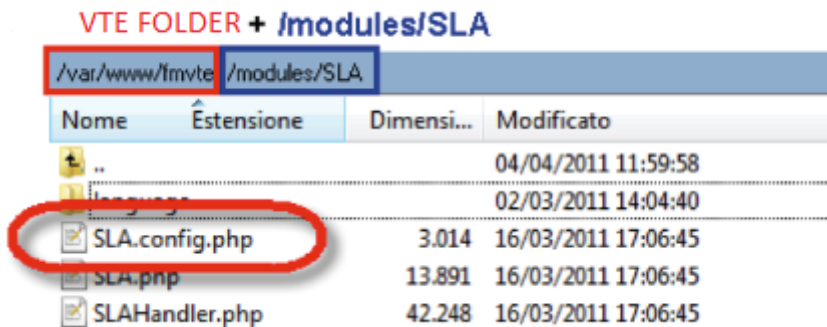 VTE FOLDER + /modules/SLA
/var/www/fmvte /modules/SLA
Nome Estensione Dimensi... Modificato
.. 04/04/2011 11:59:58
language 02/03/2011 14:04:40
SLA.config.php 3.014 16/03/2011 17:06:45
SLA.php 13.891 16/03/2011 17:06:45
SLAHandler.php 42.248 16/03/2011 17:06:45